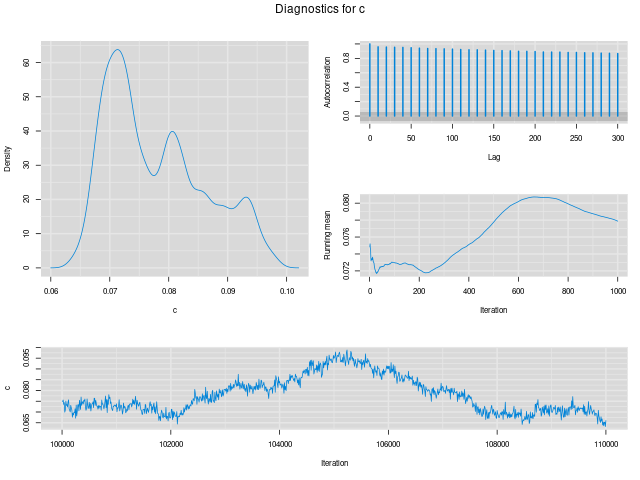 Diagnostics for c
Density
60
50
40
30
20
10
0
0.06 0.07 0.08 0.09 0.10
c
Autocorrelation
0.8
0.4
0.0
0 50 100 150 200 250 300
Lag
Running mean
0.080
0.076
0.072
0 200 400 600 800 1000
Iteration
c
0.095
0.080
0.065
100000 102000 104000 106000 108000 110000
Iteration